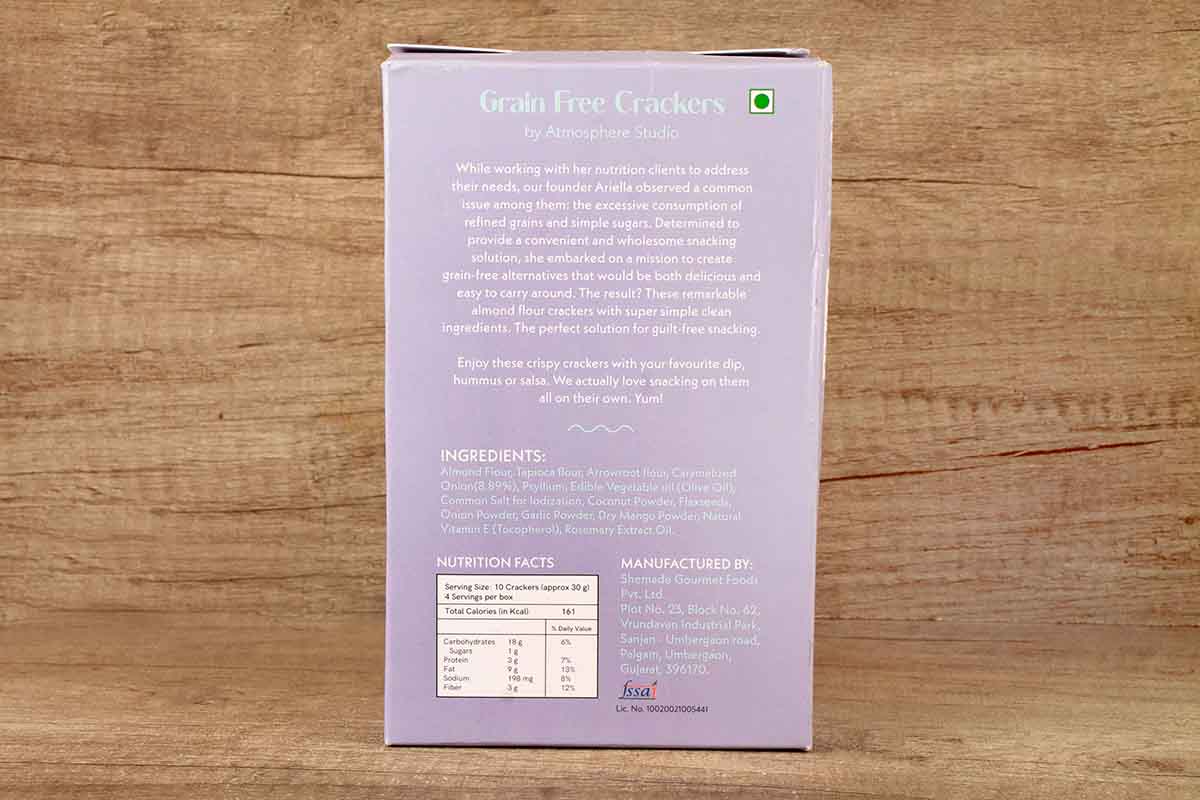 Grain Free Crackers
by Atmosphere Studio
While working with her nutrition clients to address
their needs, our founder Ariella observed a common
issue among them: the excessive consumption of
refined grains and simple sugars. Determined to
provide a convenient and wholesome snacking
solution, she embarked on a mission to create
grain-free alternatives that would be both delicious and
easy to carry around. The result? These remarkable
almond flour crackers with super simple clean
ingredients. The perfect solution for guilt-free snacking.
Enjoy these crispy crackers with your favourite dip,
hummus or salsa. We actually love snacking on them
all on their own. Yum!
INGREDIENTS:
Almond Flour, Tapioca flour, Arrowroot flour, Caramelized
Onion(8.89%), Psyllium, Edible Vegetable oil (Olive Oil),
Common Salt for Iodization, Coconut Powder, Flaxseeds,
Onion Powder, Garlic Powder, Dry Mango Powder, Natural
Vitamin E (Tocopherol), Rosemary Extract Oil.
NUTRITION FACTS
Serving Size: 10 Crackers (approx 30 g)
4 Servings per box
Total Calories (in Kcal) 161
% Daily Value
Carbohydrates 18 g 6%
Sugars 1 g
Protein 3 g 7%
Fat 9 g 13%
Sodium 198 mg 8%
Fiber 3 g 12%
MANUFACTURED BY:
Shemade Gourmet Foods
Pvt. Ltd.
Plot No. 23, Block No. 62,
Vrundavan Industrial Park,
Sanjan - Umbergaon road,
Palgam, Umbergaon,
Gujarat, 396170.
fssai
Lic. No. 10020021005441